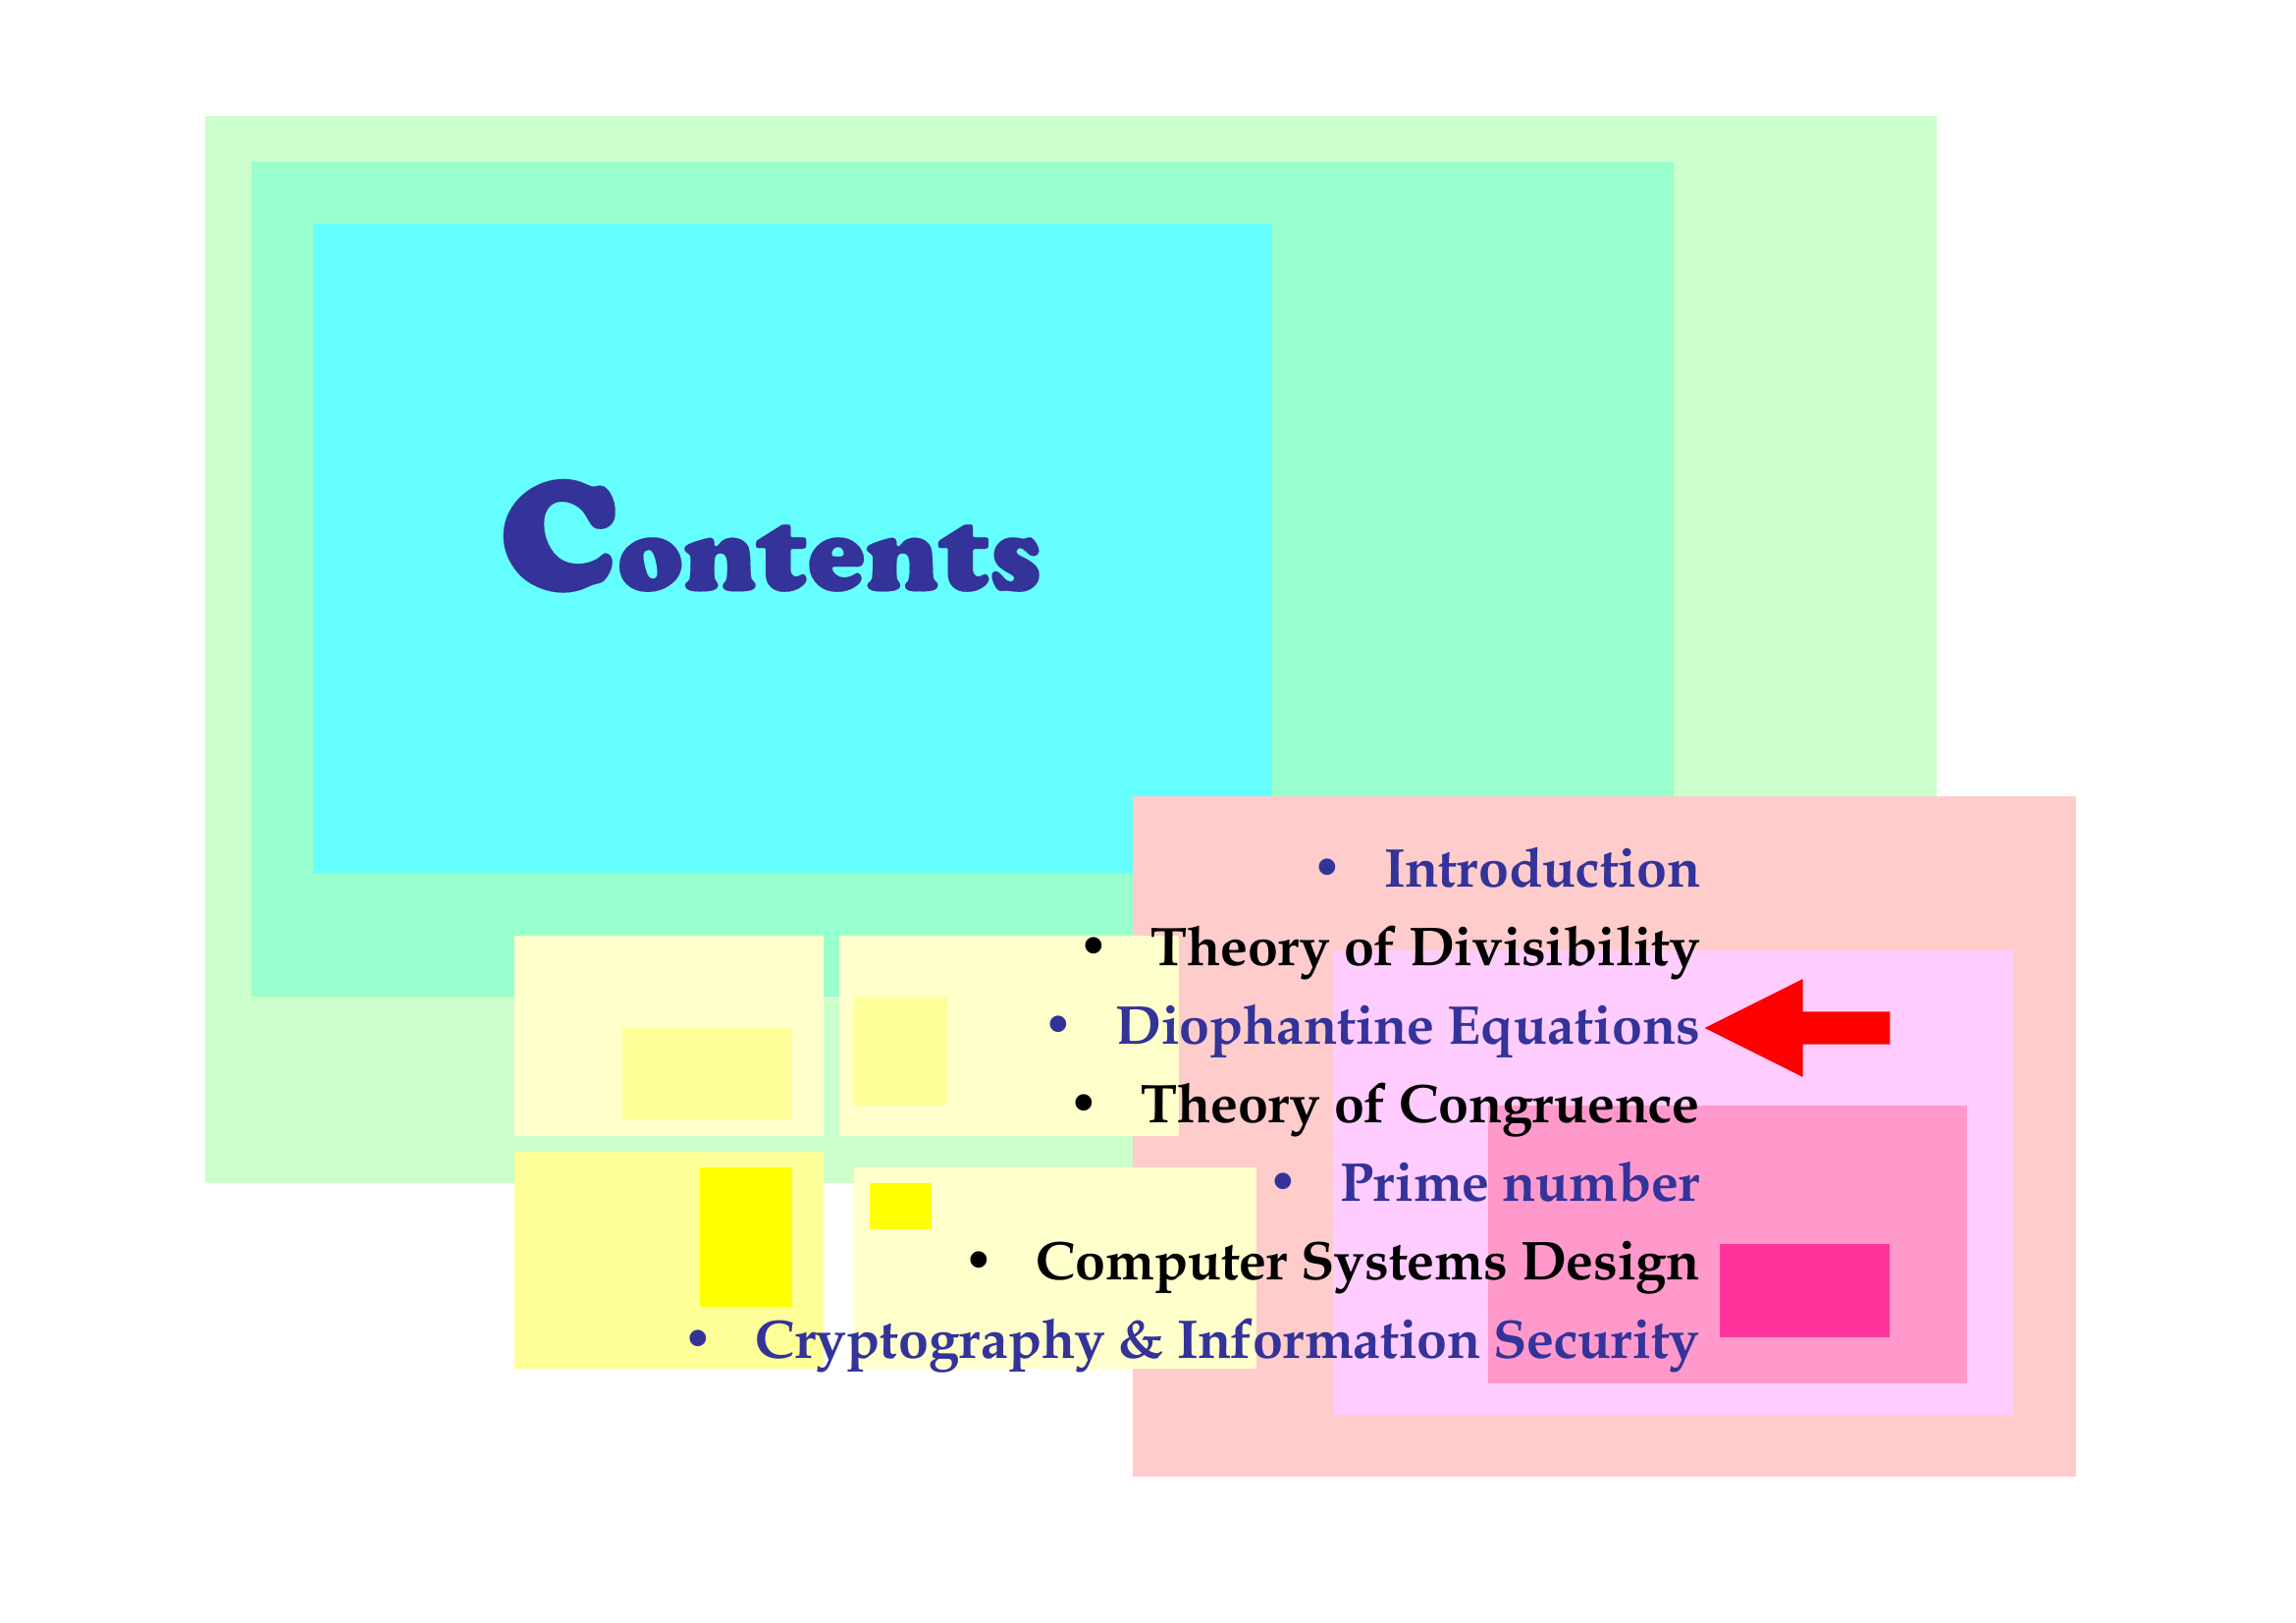 Contents
• Introduction
• Theory of Divisibility
• Diophantine Equations
• Theory of Congruence
• Prime number
• Computer Systems Design
• Cryptography & Information Security